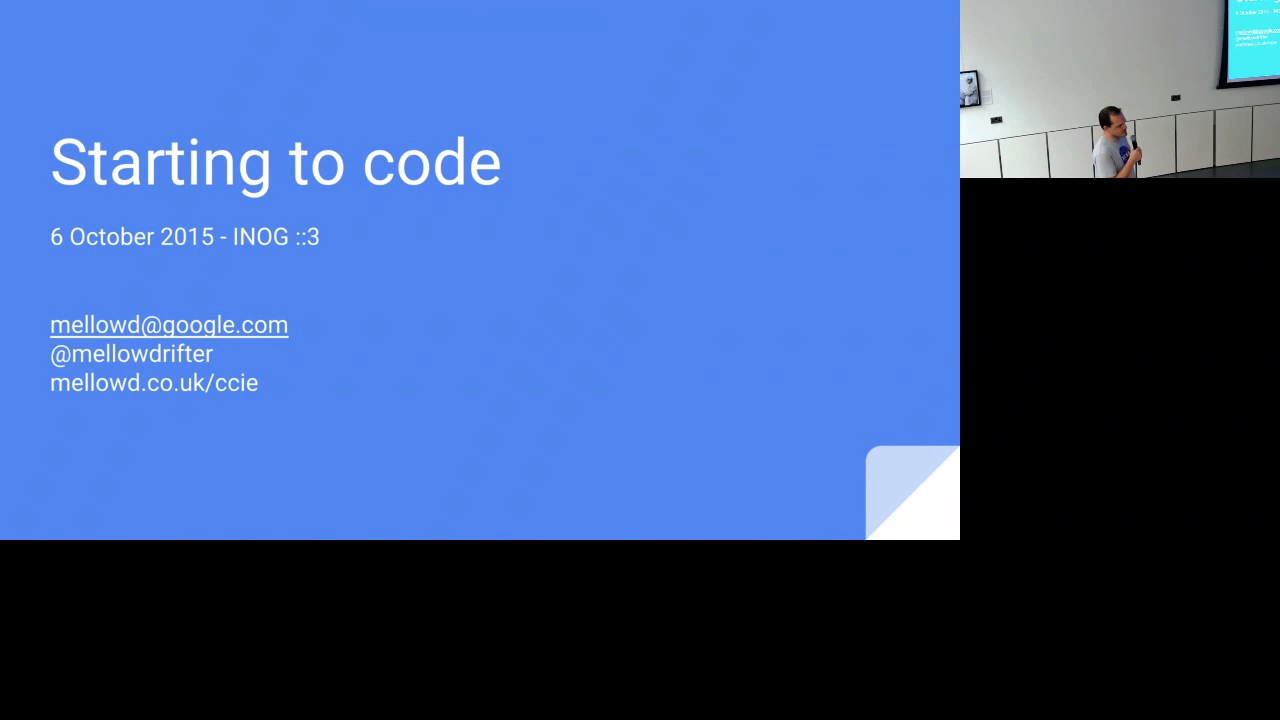 Starting to code
6 October 2015 - INOG ::3
mellowd@google.com
@mellowdrifter
mellowd.co.uk/ccie